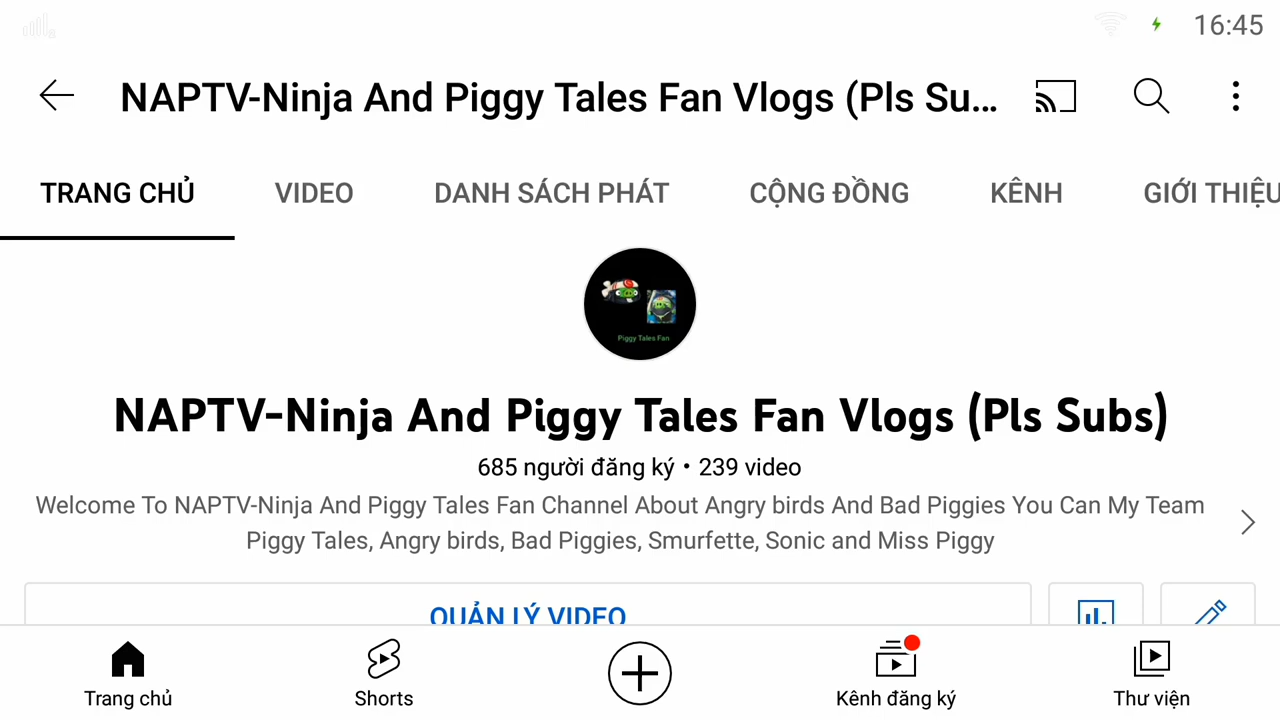 16:45
NAPTV-Ninja And Piggy Tales Fan Vlogs (Pls Su...
TRANG CHỦ VIDEO DANH SÁCH PHÁT CỘNG ĐỒNG KÊNH GIỚI THIỆU
Piggy Tales Fan
NAPTV-Ninja And Piggy Tales Fan Vlogs (Pls Subs)
685 người đăng ký • 239 video
Welcome To NAPTV-Ninja And Piggy Tales Fan Channel About Angry birds And Bad Piggies You Can My Team
Piggy Tales, Angry birds, Bad Piggies, Smurfette, Sonic and Miss Piggy
QUẢN LÝ VIDEO
Trang chủ Shorts Kênh đăng ký Thư viện